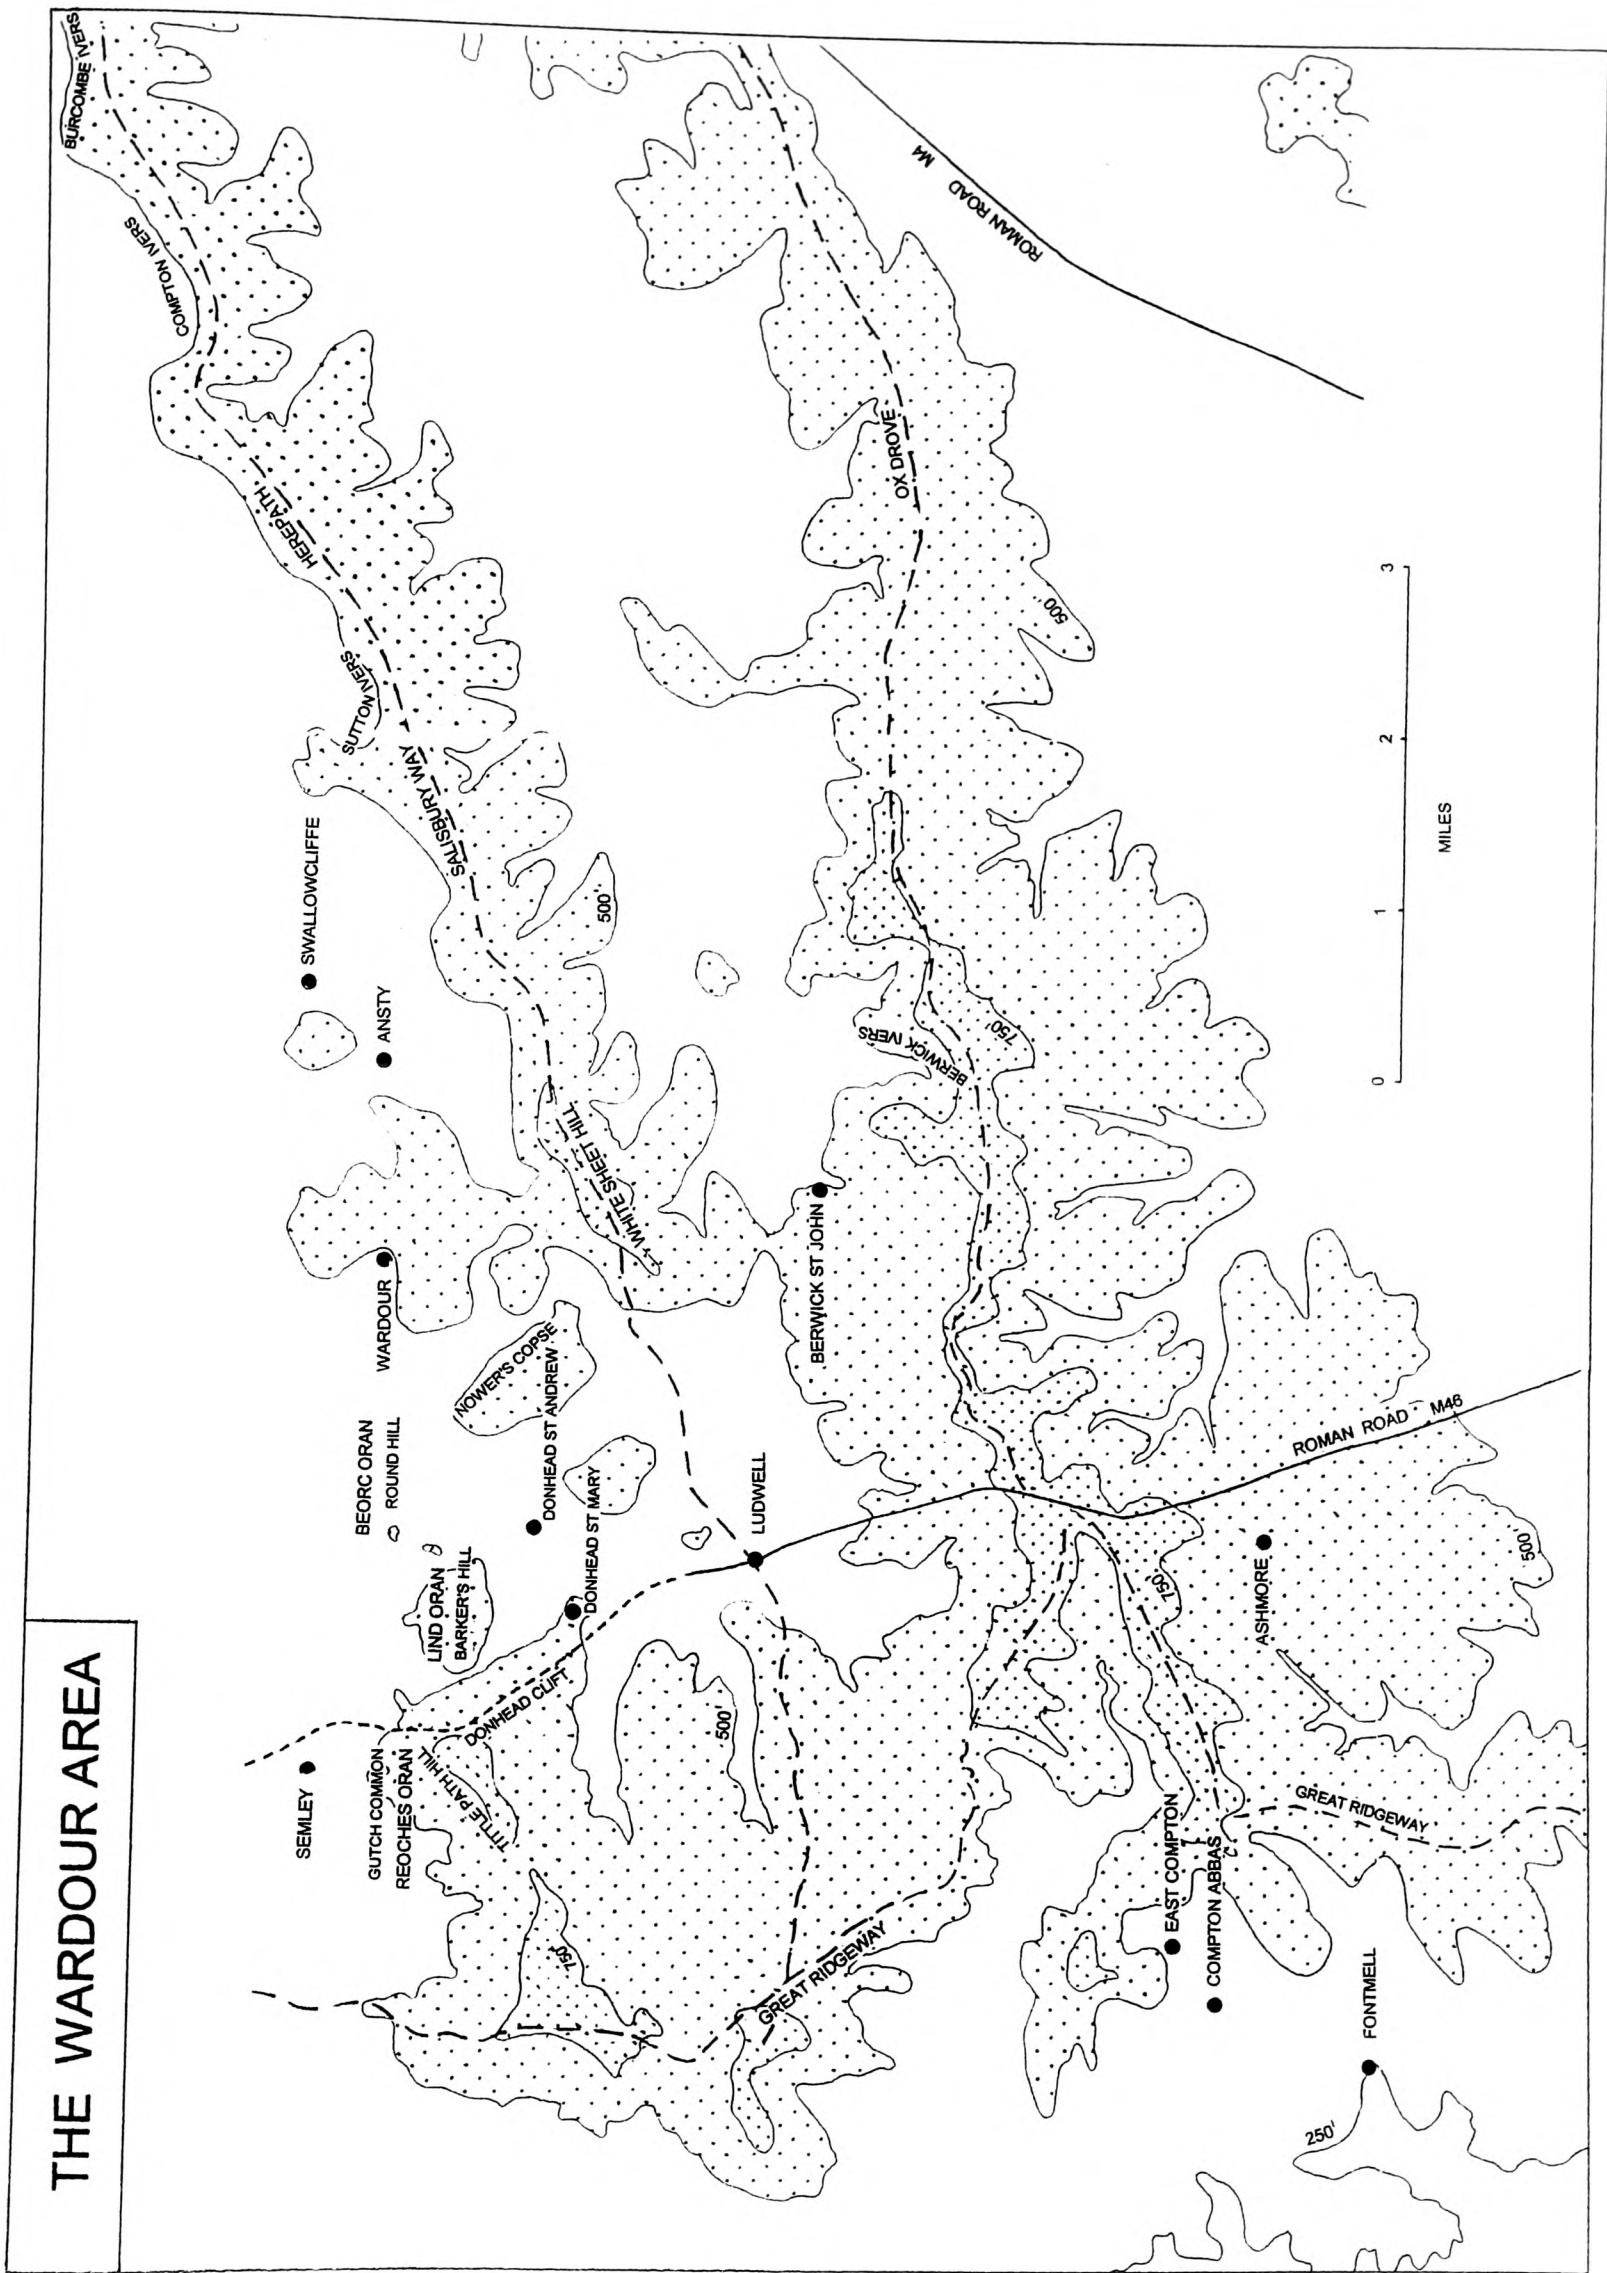 THE WARDOUR AREA
BURCOMBE IVERS
COMPTON IVERS
HEREPATH
SUTTON IVERS
SALISBURY WAY
SWALLOWCLIFFE
ANSTY
WARDOUR
WHITE SHEET HILL
500'
NOWER'S COPSE
BEORC ORAN
ROUND HILL
DONHEAD ST ANDREW
LIND ORAN
BARKER'S HILL
DONHEAD ST MARY
DONHEAD CLIFT
SEMLEY
GUTCH COMMON
REOCHES ORAN
TITTLE PATH HILL
750'
500'
LUDWELL
GREAT RIDGEWAY
BERWICK ST JOHN
BERWICK IVERS
750'
OX DROVE
500'
ROMAN ROAD M4
ROMAN ROAD M46
750'
ASHMORE
500'
EAST COMPTON
COMPTON ABBAS
GREAT RIDGEWAY
FONTMELL
250'
0 1 2 3
MILES